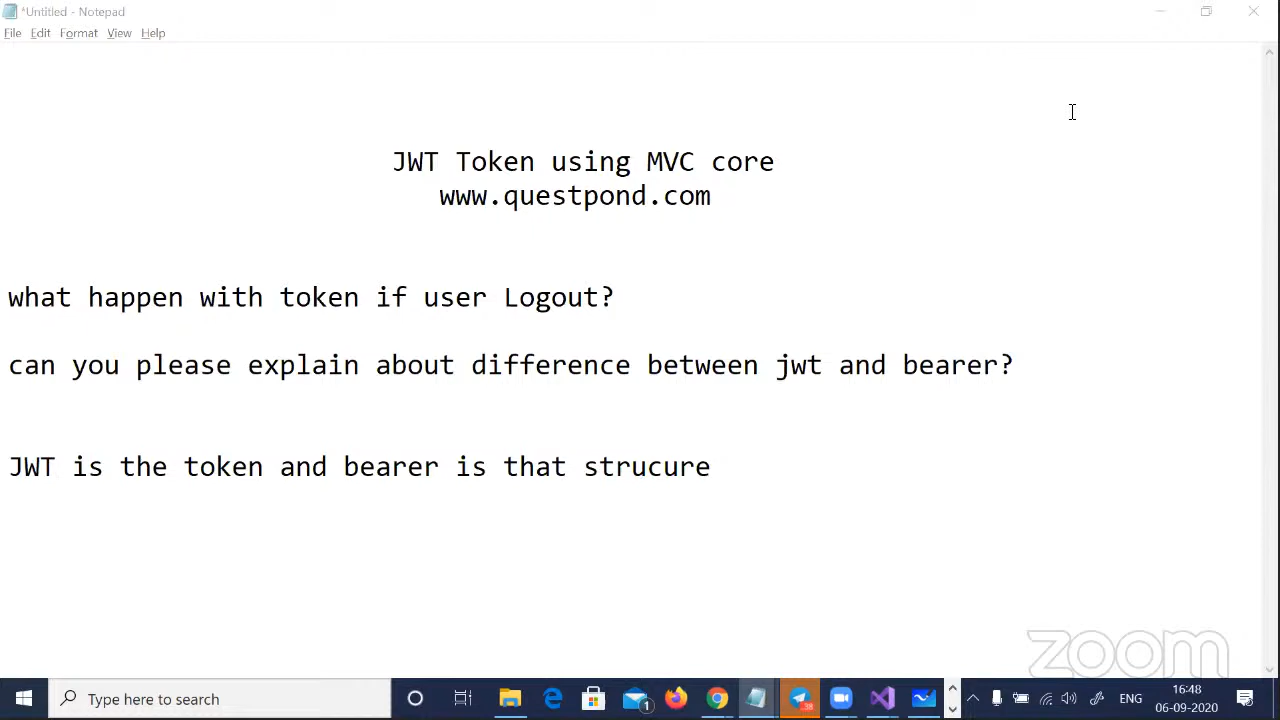 *Untitled - Notepad
File Edit Format View Help
JWT Token using MVC core
www.questpond.com
what happen with token if user Logout?
can you please explain about difference between jwt and bearer?
JWT is the token and bearer is that strucure
zoom
Type here to search
1
ENG
16:48
06-09-2020